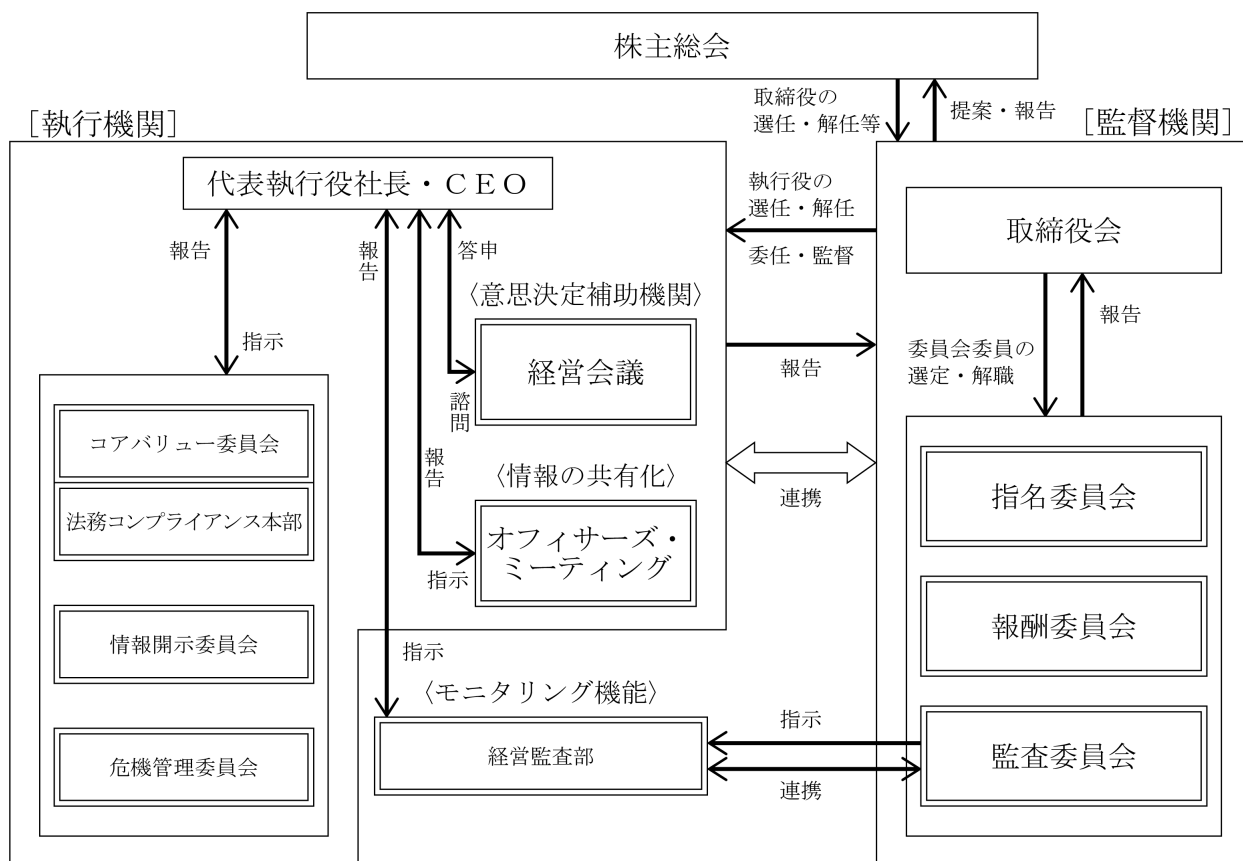 株主総会
取締役の
選任・解任等
提案・報告
［執行機関］
［監督機関］
代表執行役社長・ＣＥＯ
執行役の
選任・解任
委任・監督
取締役会
報告
報告
答申
〈意思決定補助機関〉
指示
経営会議
諮問
報告
委員会委員の
選定・解職
報告
コアバリュー委員会
法務コンプライアンス本部
報告
〈情報の共有化〉
オフィサーズ・
ミーティング
指示
連携
指名委員会
情報開示委員会
報酬委員会
指示
〈モニタリング機能〉
危機管理委員会
経営監査部
指示
連携
監査委員会